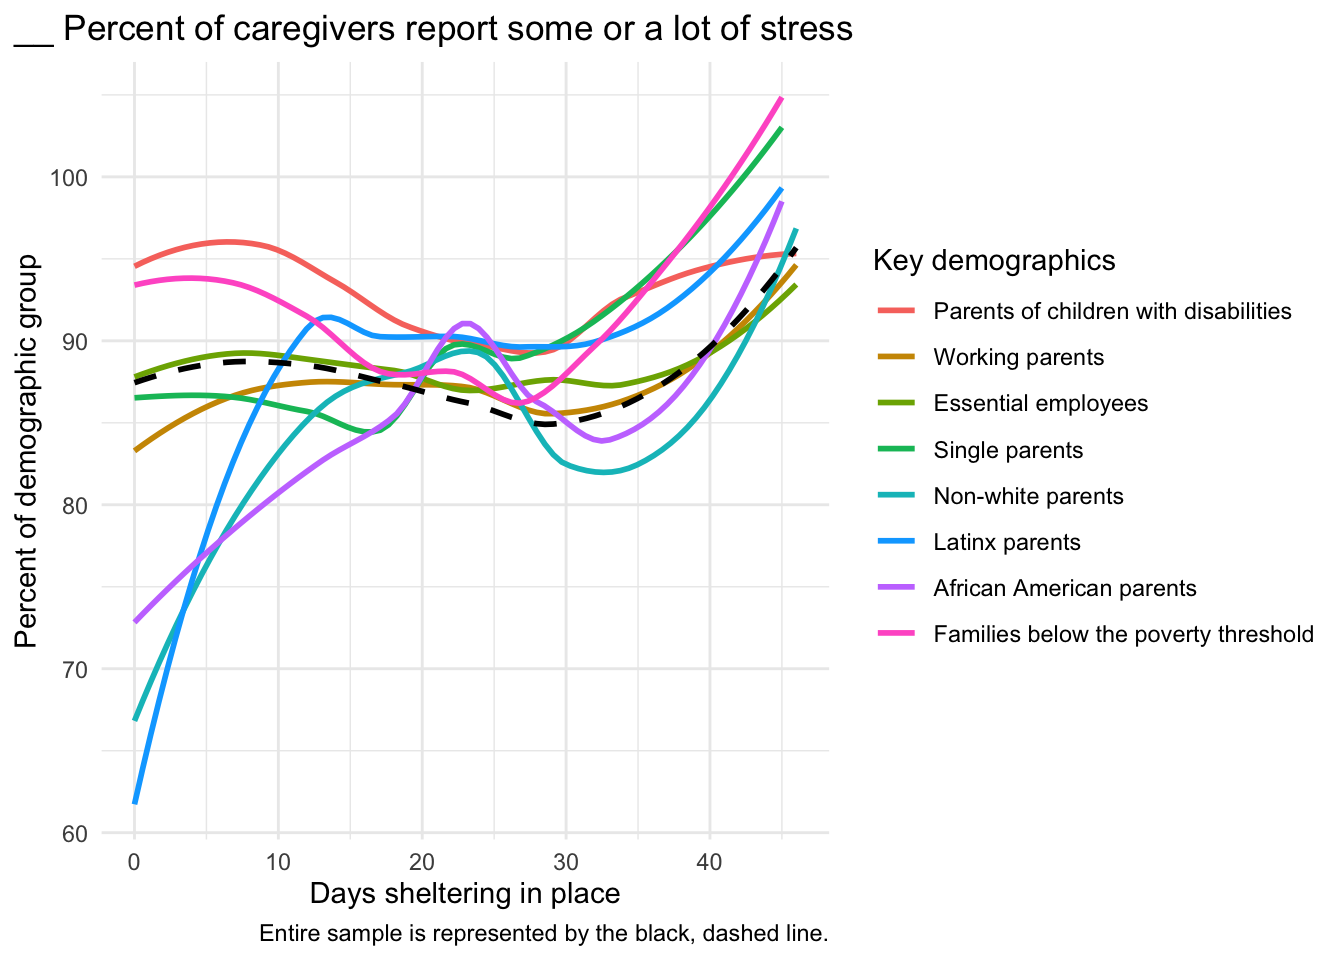 __ Percent of caregivers report some or a lot of stress
Percent of demographic group
100
90
80
70
60
0 10 20 30 40
Days sheltering in place
Entire sample is represented by the black, dashed line.
Key demographics
Parents of children with disabilities
Working parents
Essential employees
Single parents
Non-white parents
Latinx parents
African American parents
Families below the poverty threshold